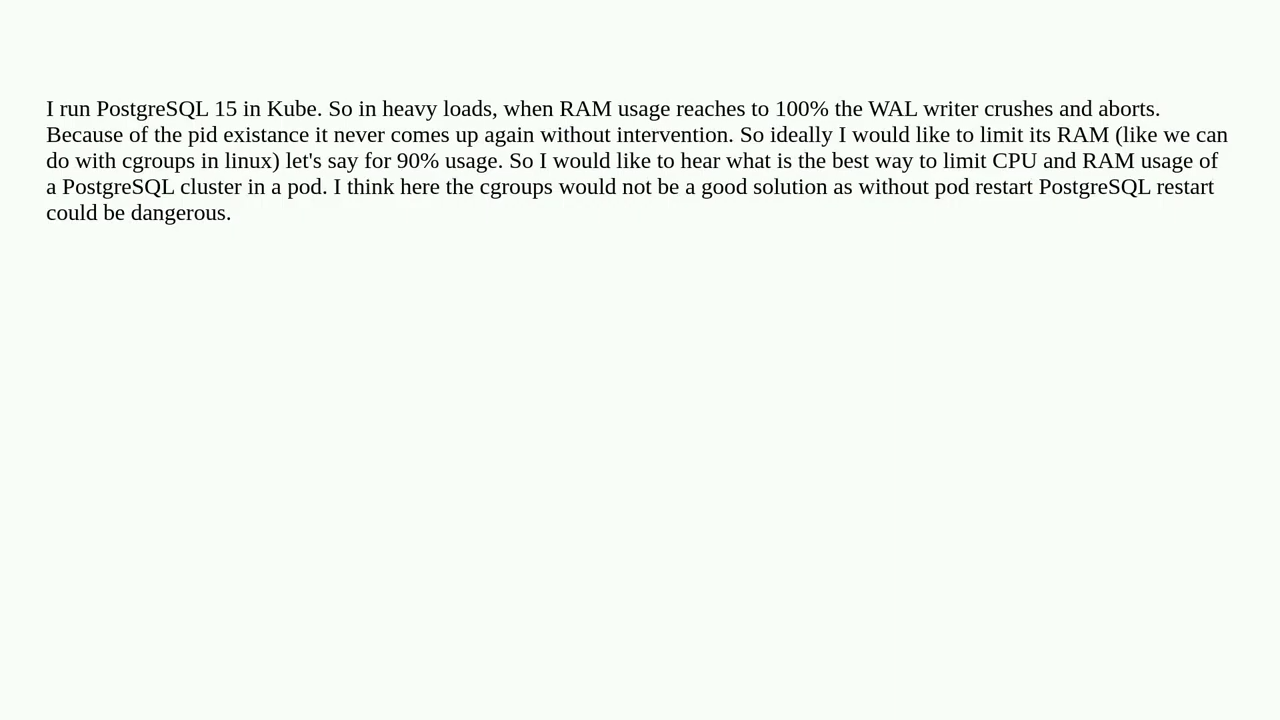 I run PostgreSQL 15 in Kube. So in heavy loads, when RAM usage reaches to 100% the WAL writer crushes and aborts.
Because of the pid existance it never comes up again without intervention. So ideally I would like to limit its RAM (like we can
do with cgroups in linux) let's say for 90% usage. So I would like to hear what is the best way to limit CPU and RAM usage of
a PostgreSQL cluster in a pod. I think here the cgroups would not be a good solution as without pod restart PostgreSQL restart
could be dangerous.